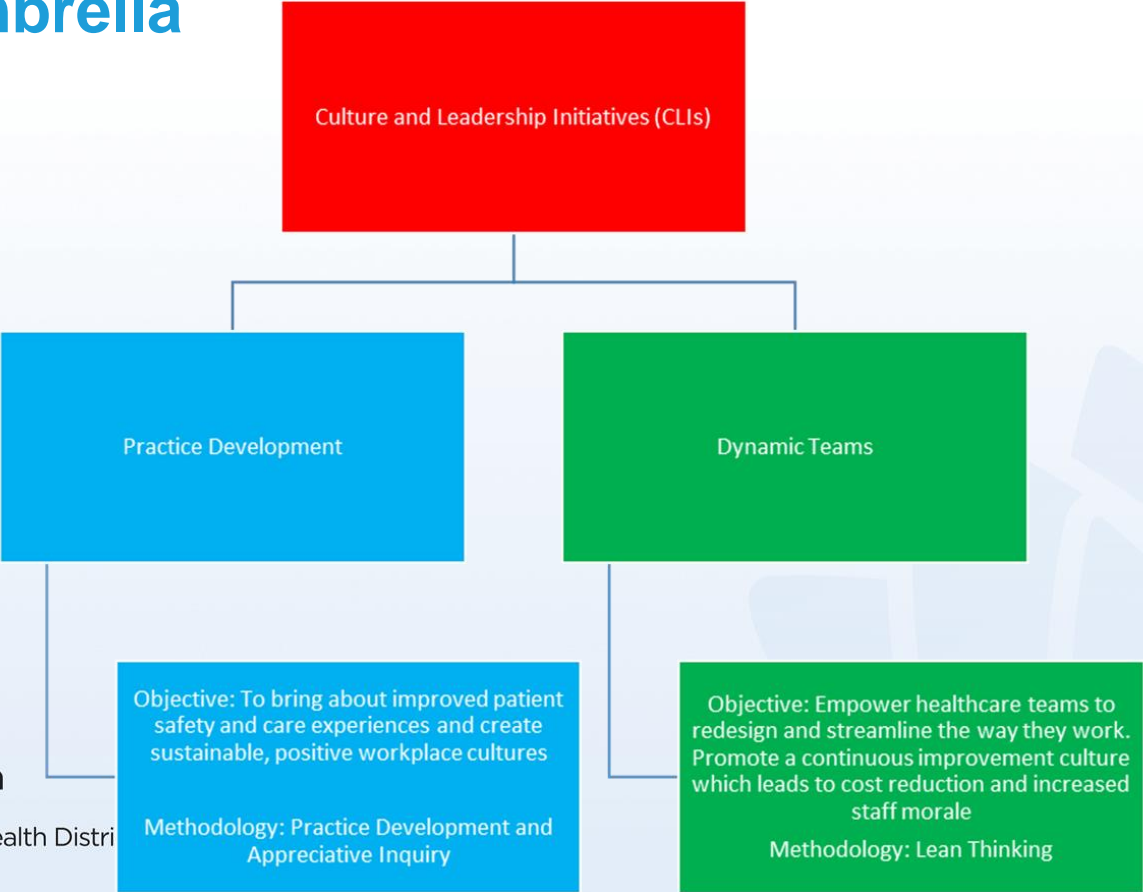 Culture and Leadership Initiatives (CLIs)
Practice Development
Dynamic Teams
Objective: To bring about improved patient
safety and care experiences and create
sustainable, positive workplace cultures
Methodology: Practice Development and
Appreciative Inquiry
Objective: Empower healthcare teams to
redesign and streamline the way they work.
Promote a continuous improvement culture
which leads to cost reduction and increased
staff morale
Methodology: Lean Thinking